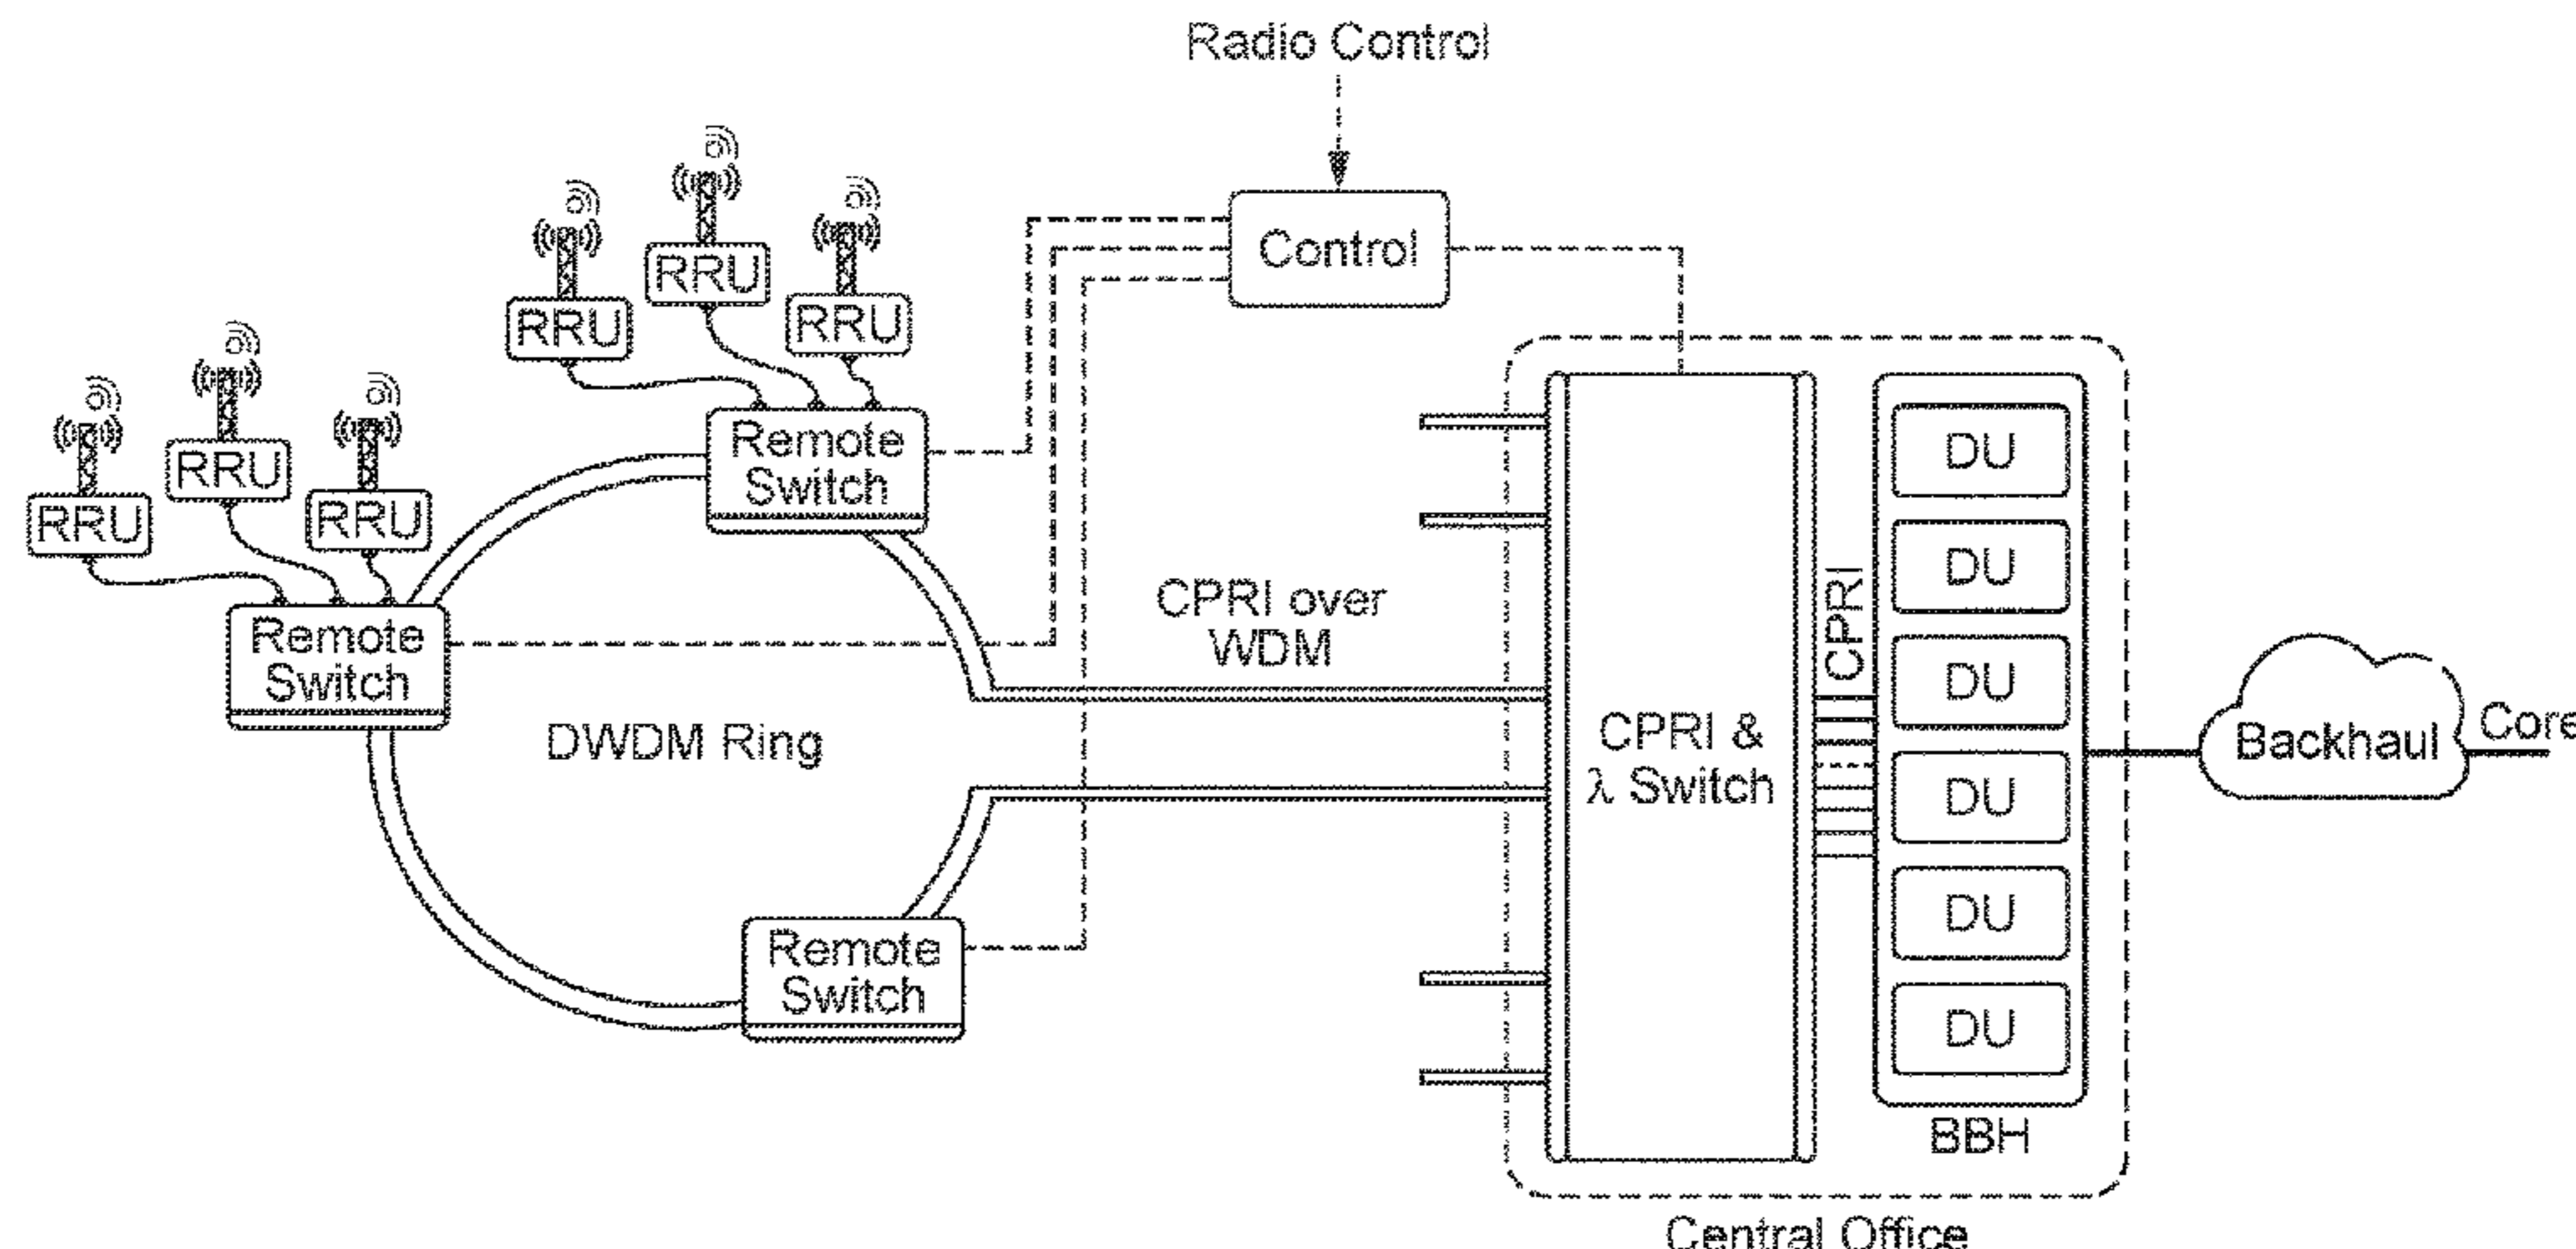 Radio Control
Control
RRU
RRU
RRU
RRU
RRU
RRU
Remote
Switch
Remote
Switch
Remote
Switch
DWDM Ring
CPRI over
WDM
CPRI &
λ Switch
CPRI
DU
DU
DU
DU
DU
DU
BBH
Central Office
Backhaul
Core